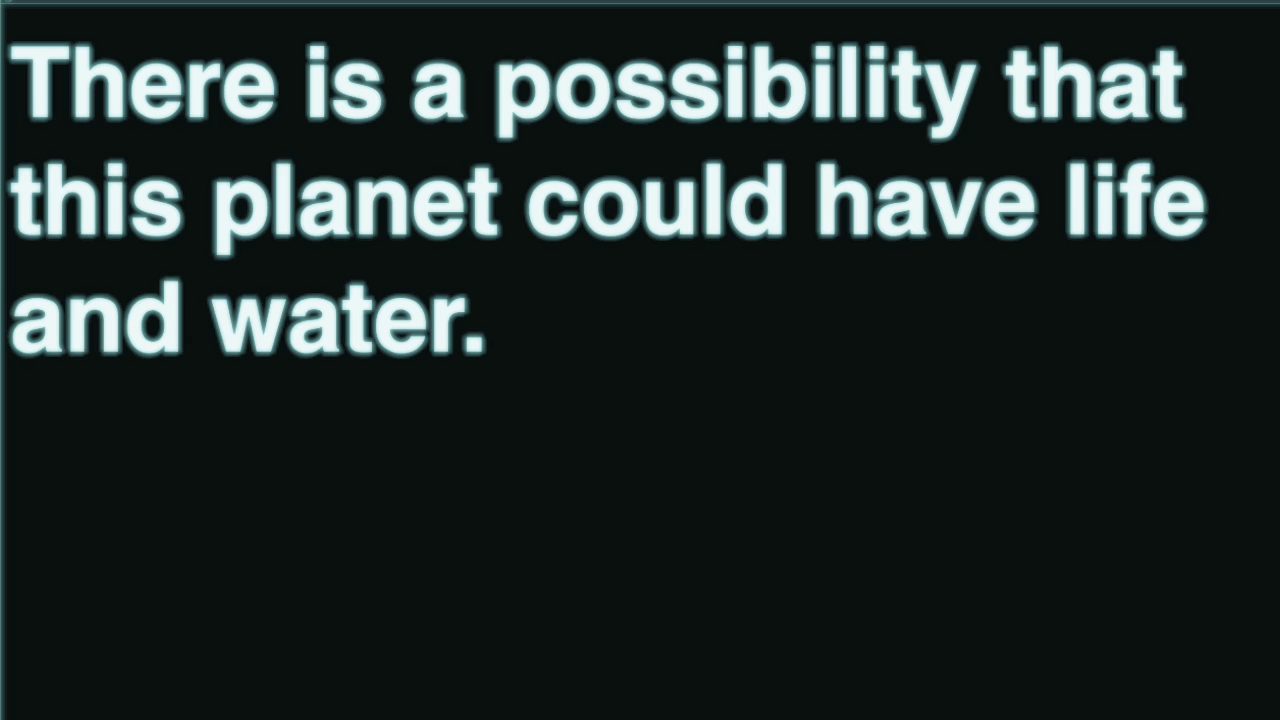 There is a possibility that
this planet could have life
and water.